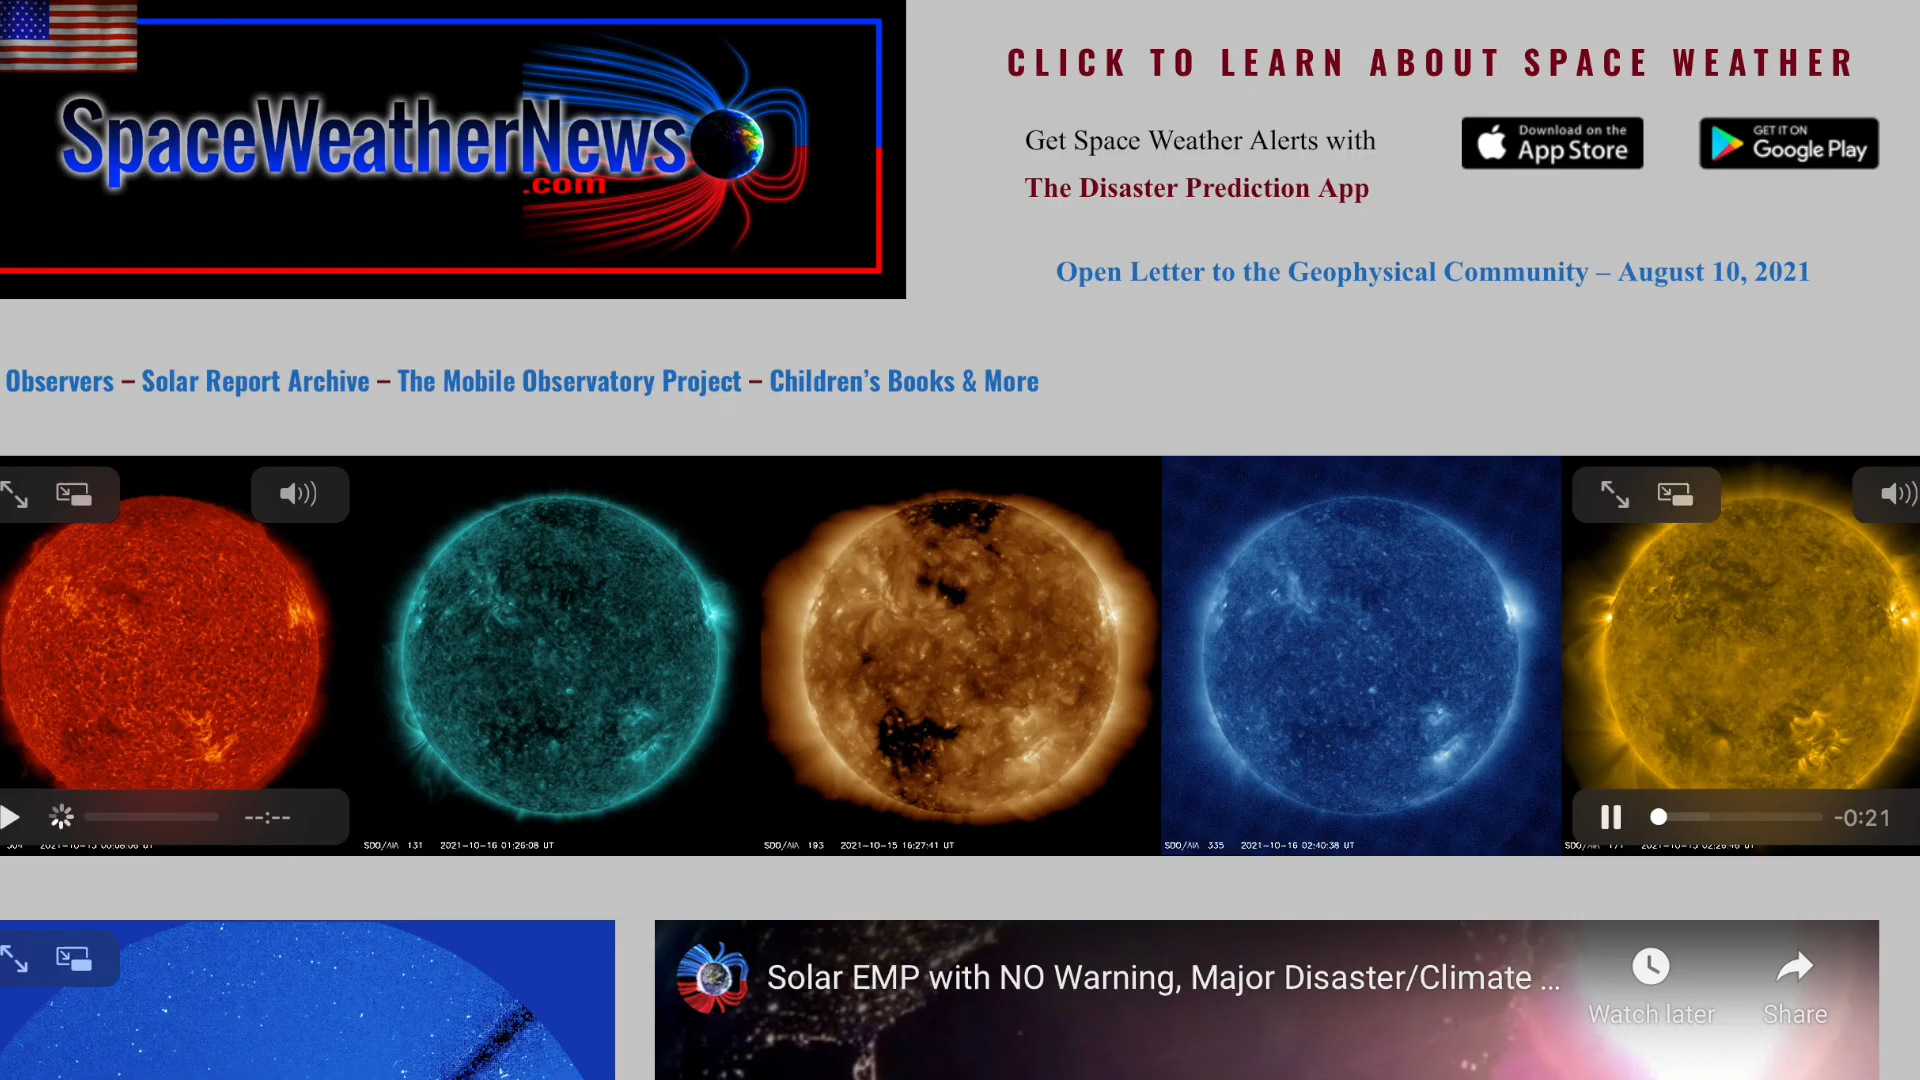 SpaceWeatherNews
.com
CLICK TO LEARN ABOUT SPACE WEATHER
Get Space Weather Alerts with
The Disaster Prediction App
Download on the
App Store
GET IT ON
Google Play
Open Letter to the Geophysical Community – August 10, 2021
Observers – Solar Report Archive – The Mobile Observatory Project – Children's Books & More
--:--
-0:21
SDO/AIA 131 2021-10-16 01:26:08 UT
SDO/AIA 193 2021-10-15 16:27:41 UT
SDO/AIA 335 2021-10-16 02:40:38 UT
Solar EMP with NO Warning, Major Disaster/Climate ...
Watch later
Share